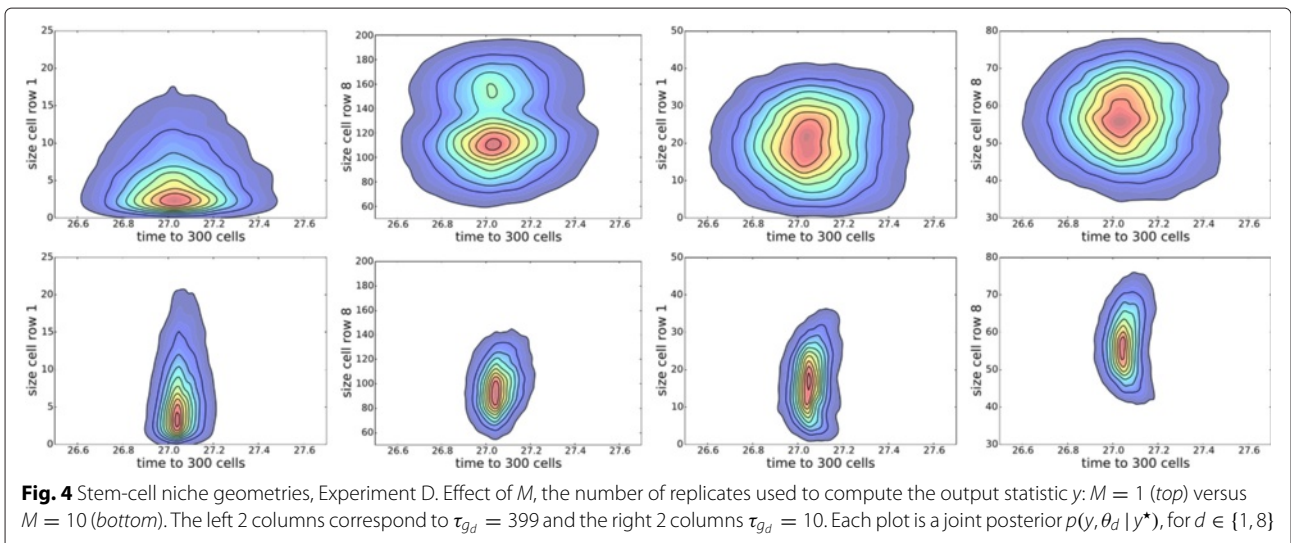 25
20
15
10
5
0
size cell row 1
26.6 26.8 27.0 27.2 27.4 27.6
time to 300 cells
200
180
160
140
120
100
80
60
size cell row 8
26.6 26.8 27.0 27.2 27.4 27.6
time to 300 cells
50
40
30
20
10
0
size cell row 1
26.6 26.8 27.0 27.2 27.4 27.6
time to 300 cells
80
70
60
50
40
30
size cell row 8
26.6 26.8 27.0 27.2 27.4 27.6
time to 300 cells
25
20
15
10
5
0
size cell row 1
26.6 26.8 27.0 27.2 27.4 27.6
time to 300 cells
200
180
160
140
120
100
80
60
size cell row 8
26.6 26.8 27.0 27.2 27.4 27.6
time to 300 cells
50
40
30
20
10
0
size cell row 1
26.6 26.8 27.0 27.2 27.4 27.6
time to 300 cells
80
70
60
50
40
30
size cell row 8
26.6 26.8 27.0 27.2 27.4 27.6
time to 300 cells
Fig. 4 Stem-cell niche geometries, Experiment D. Effect of M, the number of replicates used to compute the output statistic y: M = 1 (top) versus
M = 10 (bottom). The left 2 columns correspond to τ_{g_d} = 399 and the right 2 columns τ_{g_d} = 10. Each plot is a joint posterior p(y, θ_d | y⋆), for d ∈ {1, 8}